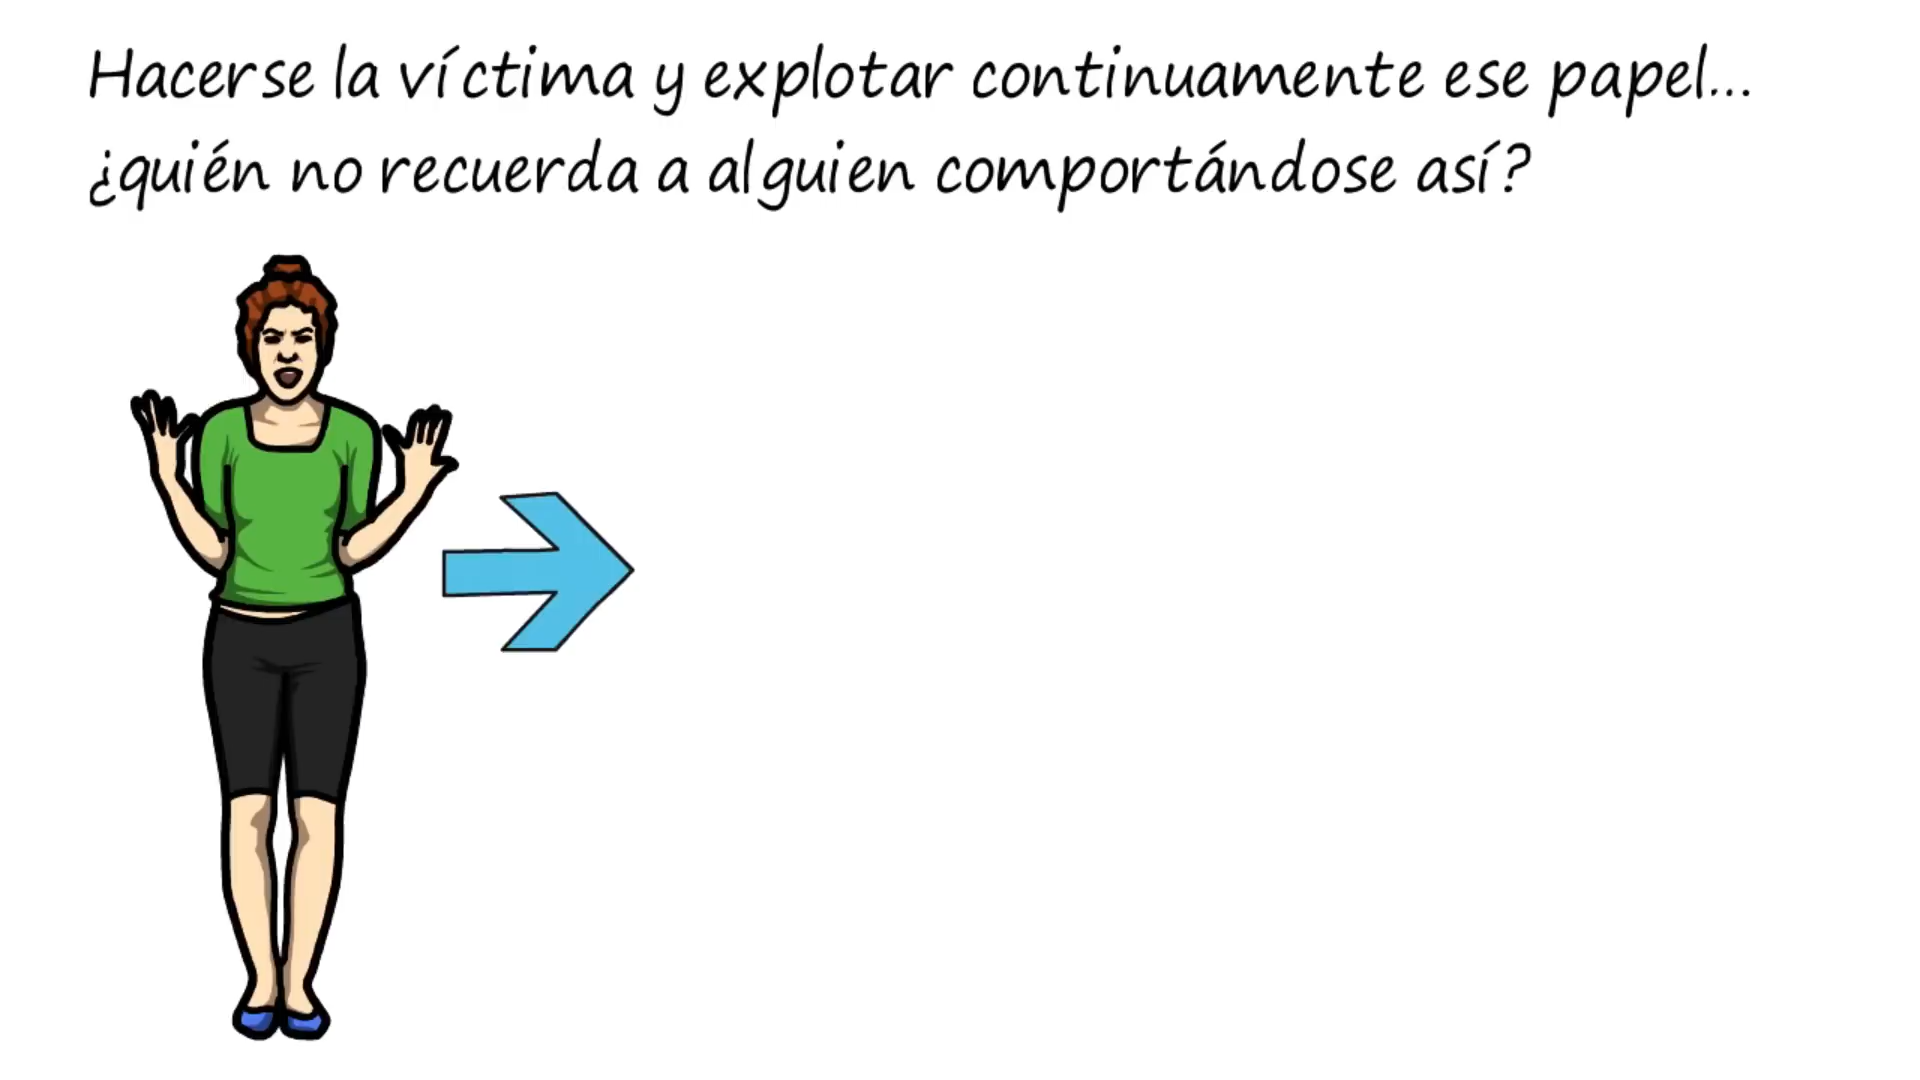 Hacerse la víctima y explotar continuamente ese papel...
¿quién no recuerda a alguien comportándose así?